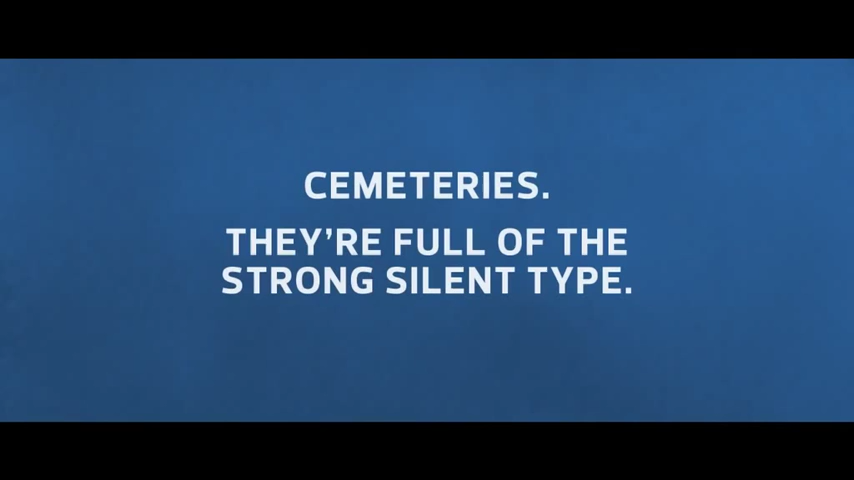 CEMETERIES.
THEY’RE FULL OF THE
STRONG SILENT TYPE.